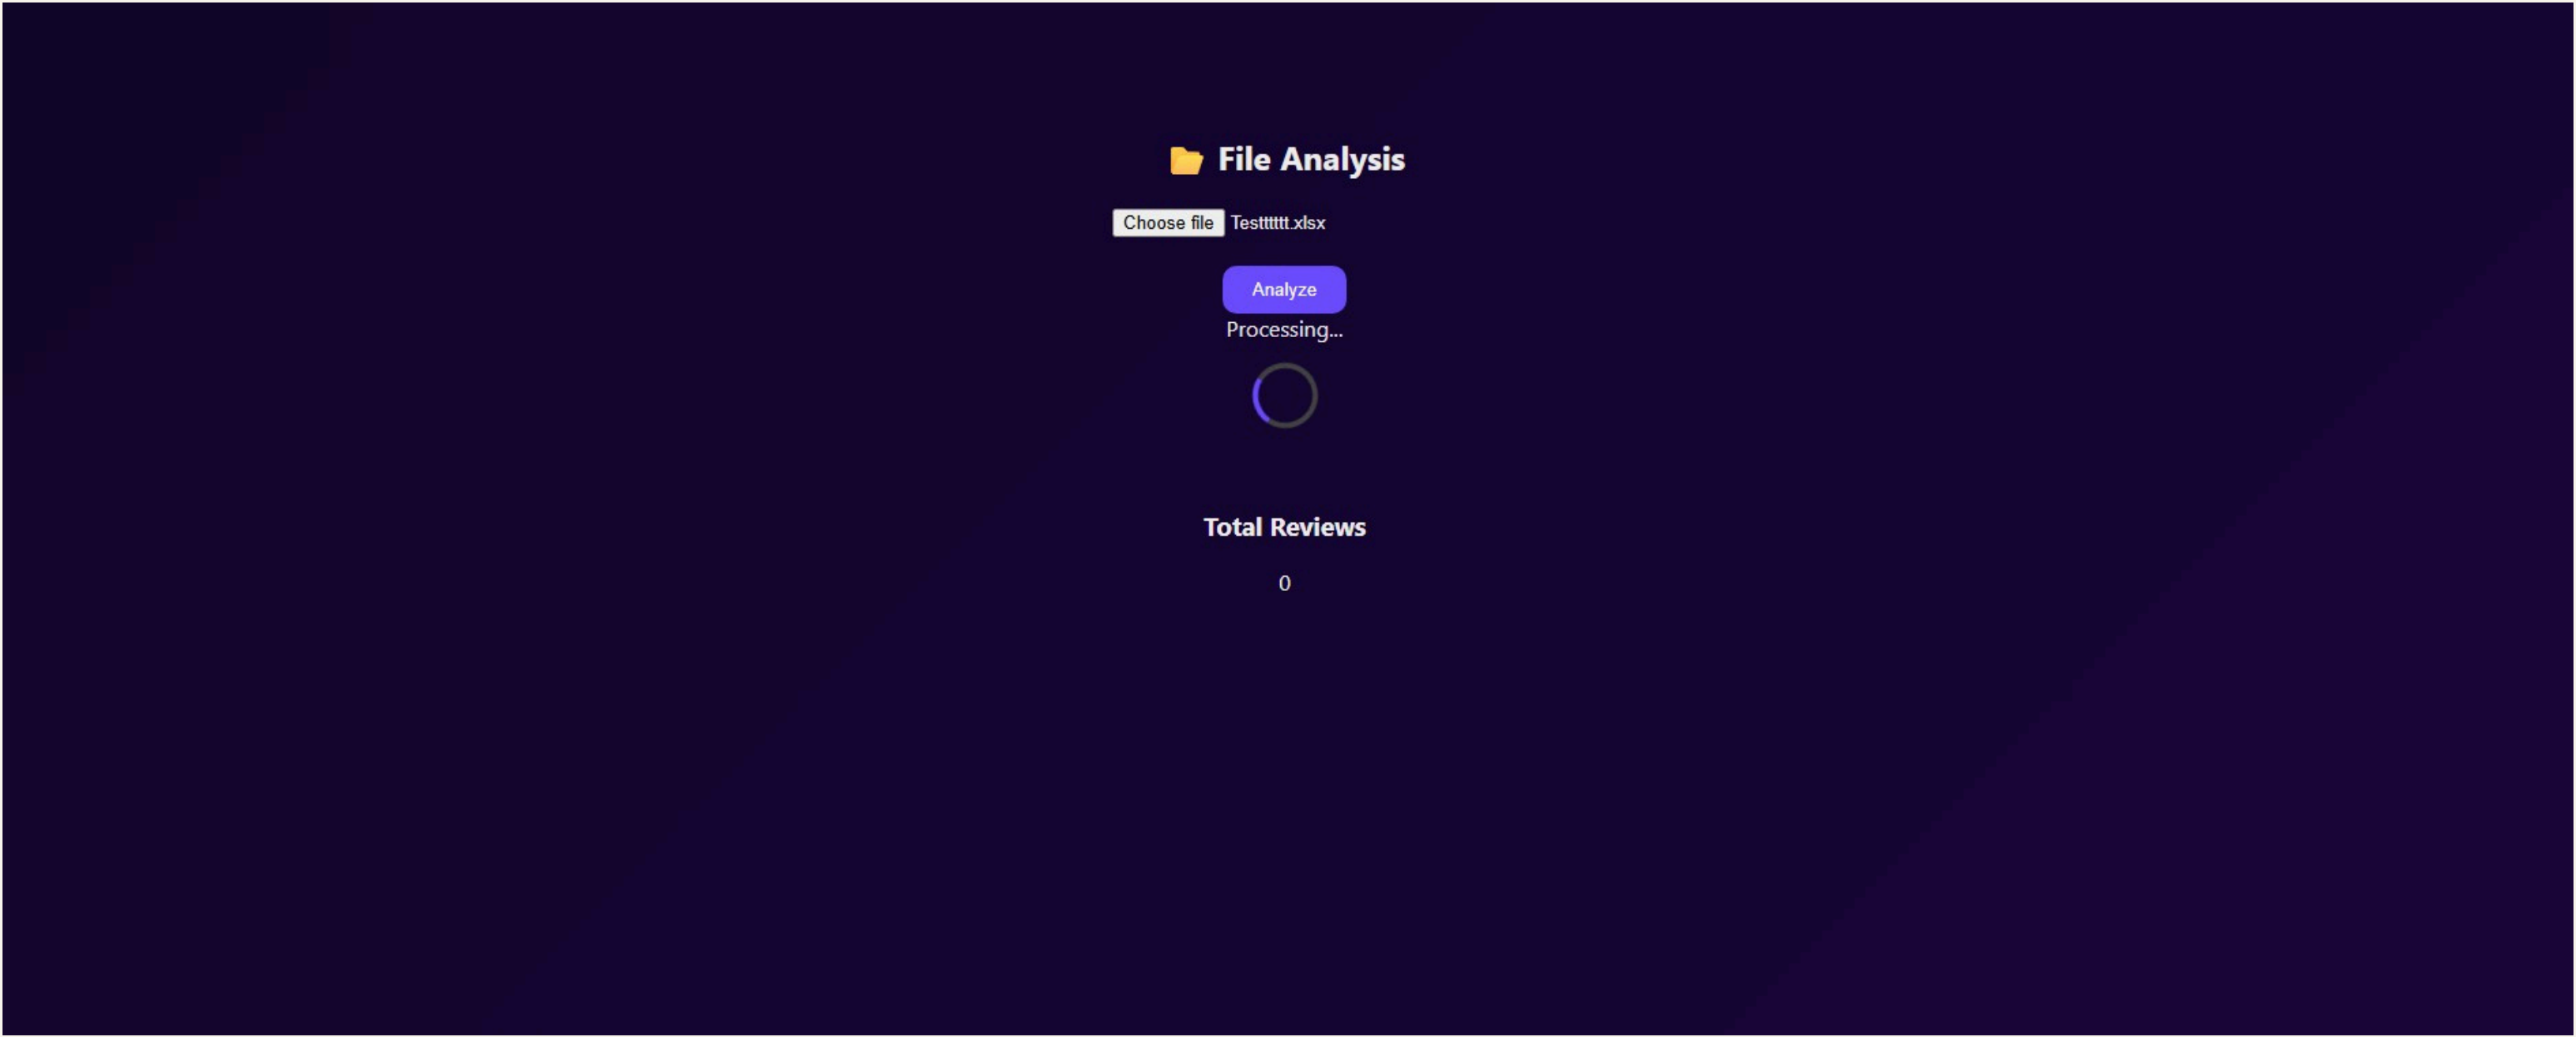 File Analysis
Choose file Testttttt.xlsx
Analyze
Processing...
Total Reviews
0